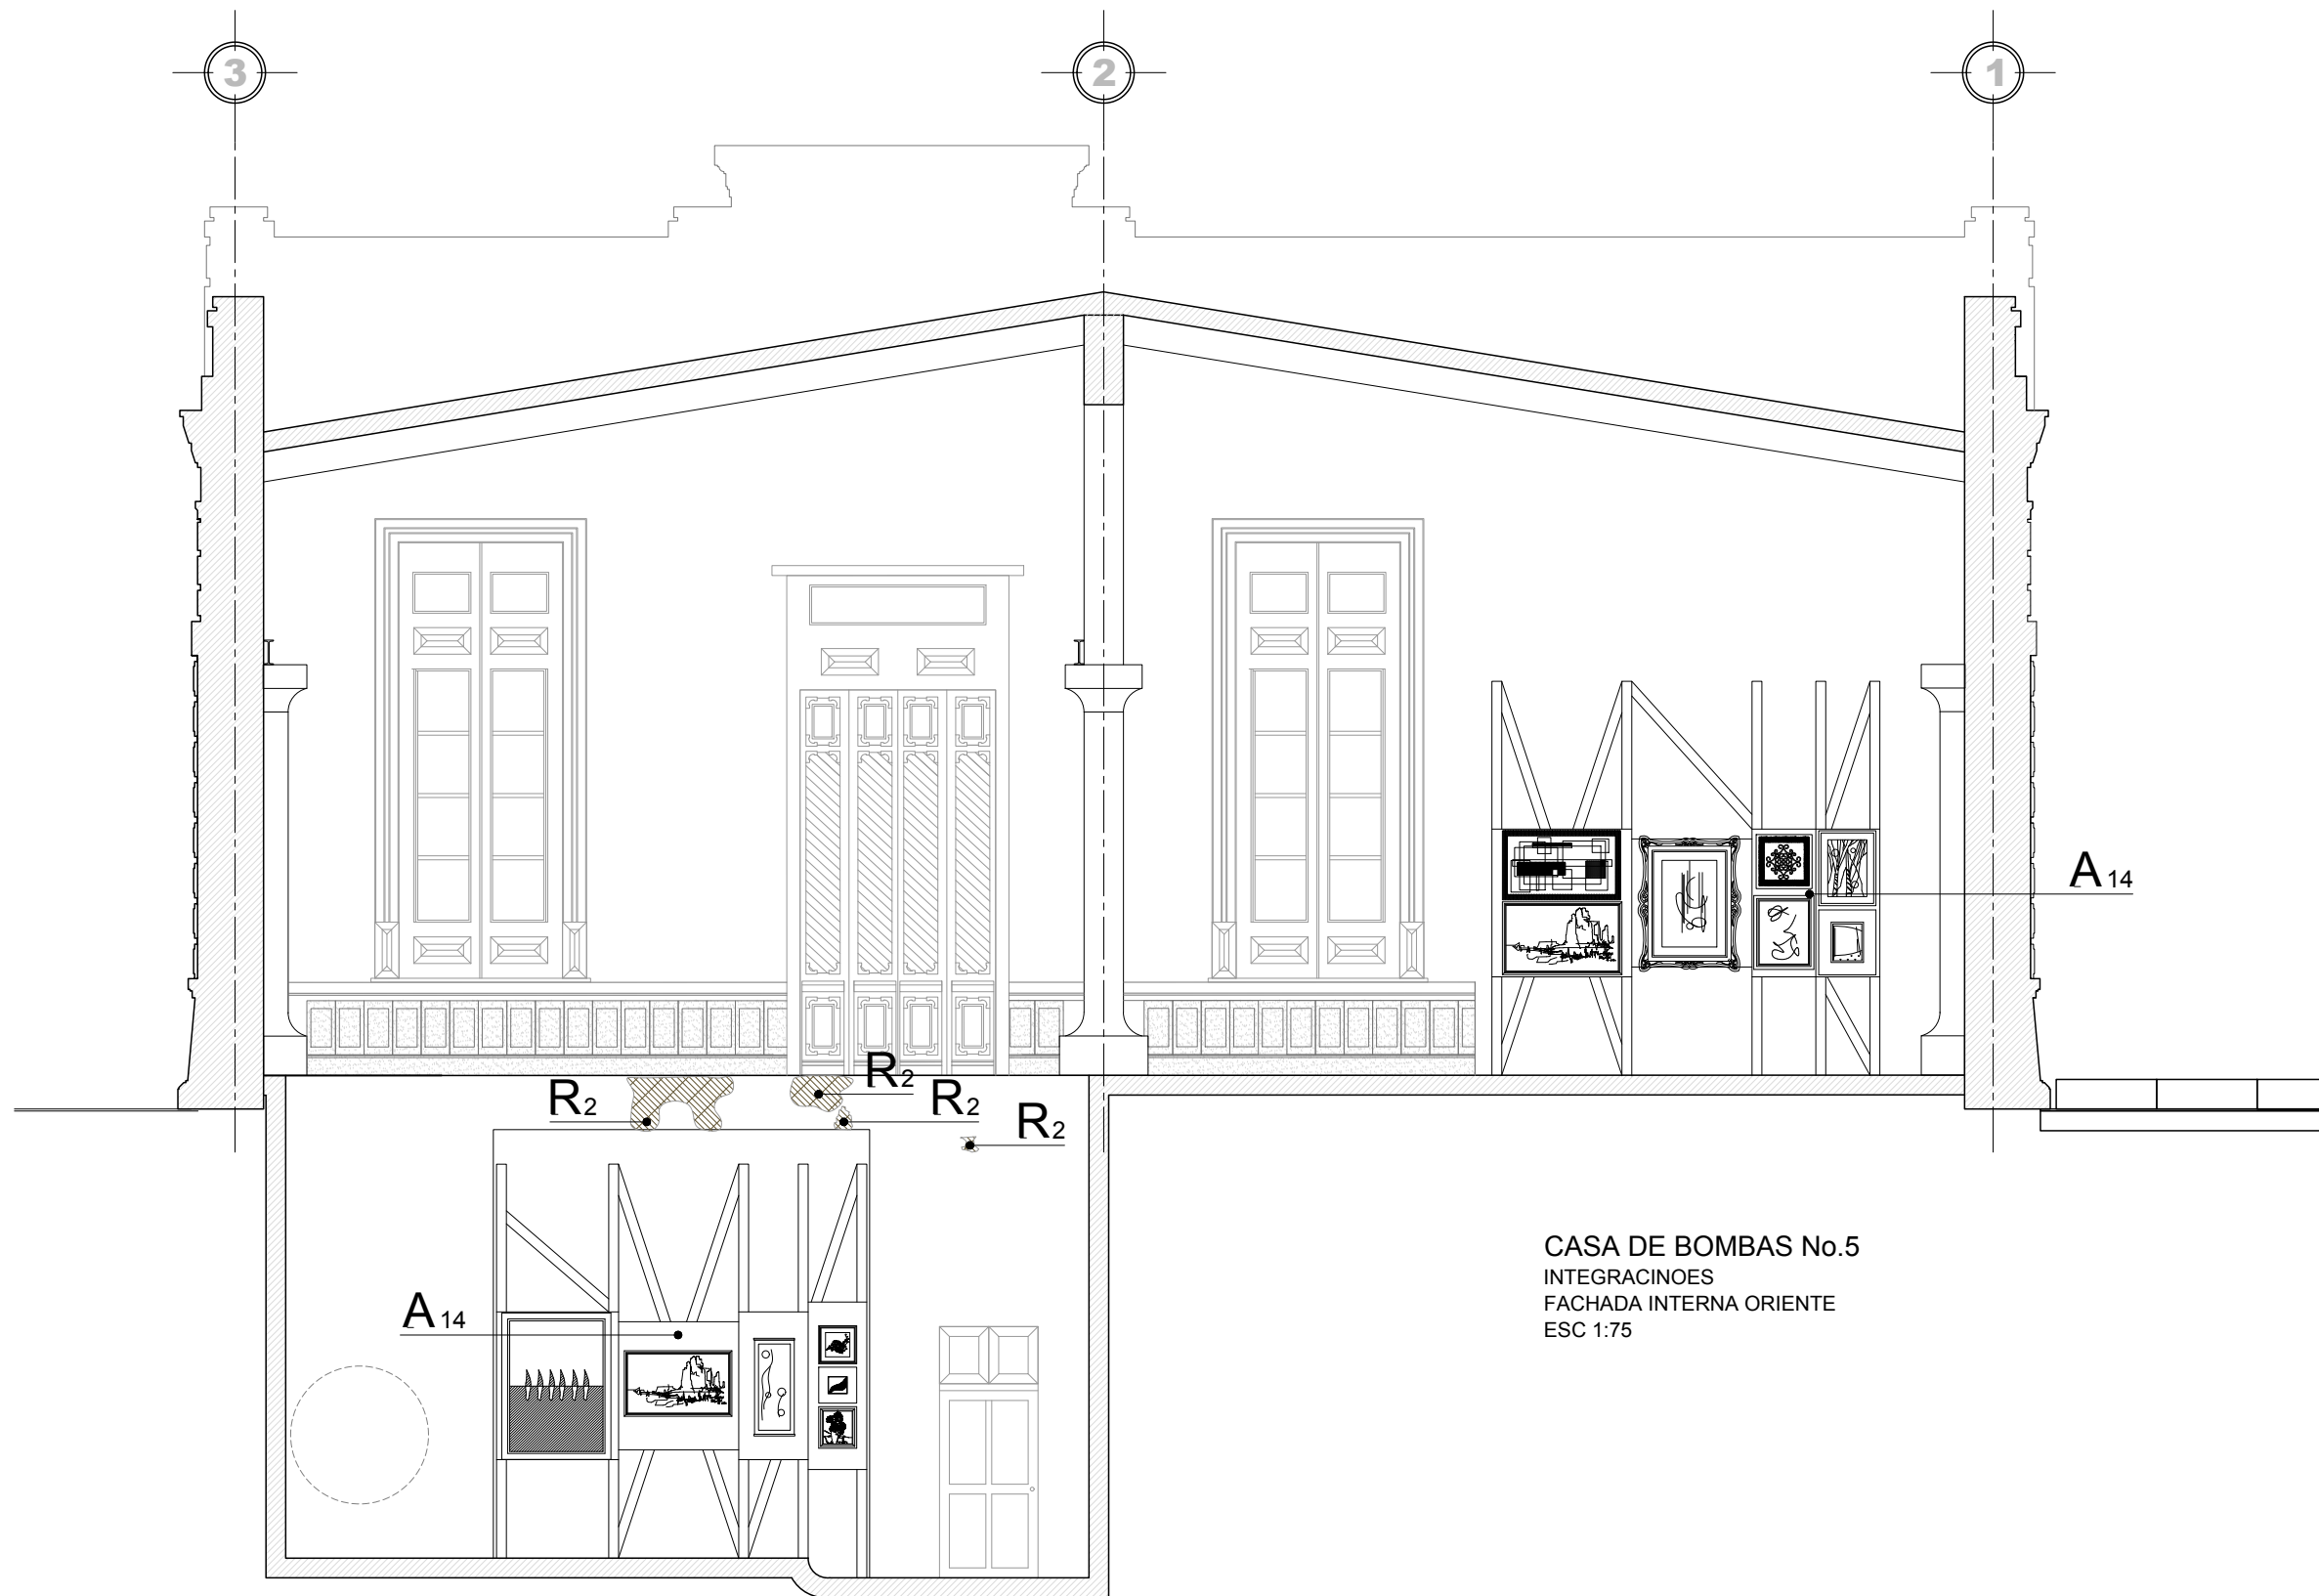 3 2 1
A14
R2
R2
R2
R2
A14
CASA DE BOMBAS No.5
INTEGRACINOES
FACHADA INTERNA ORIENTE
ESC 1:75